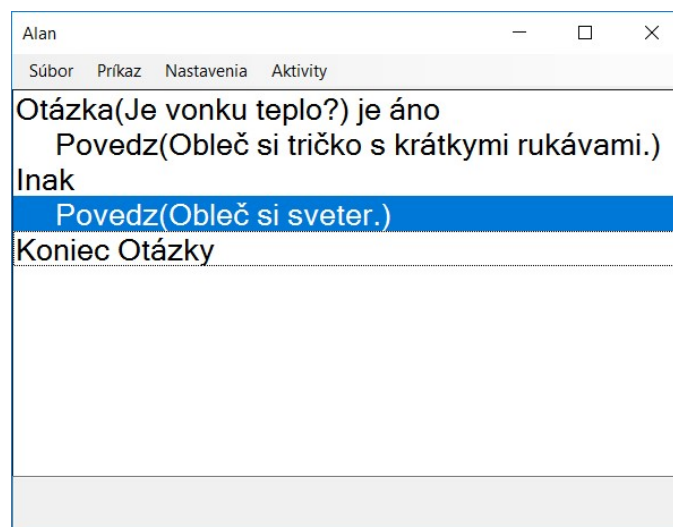 Alan
Súbor Príkaz Nastavenia Aktivity
Otázka(Je vonku teplo?) je áno
Povedz(Obleč si tričko s krátkymi rukávami.)
Inak
Povedz(Obleč si sveter.)
Koniec Otázky